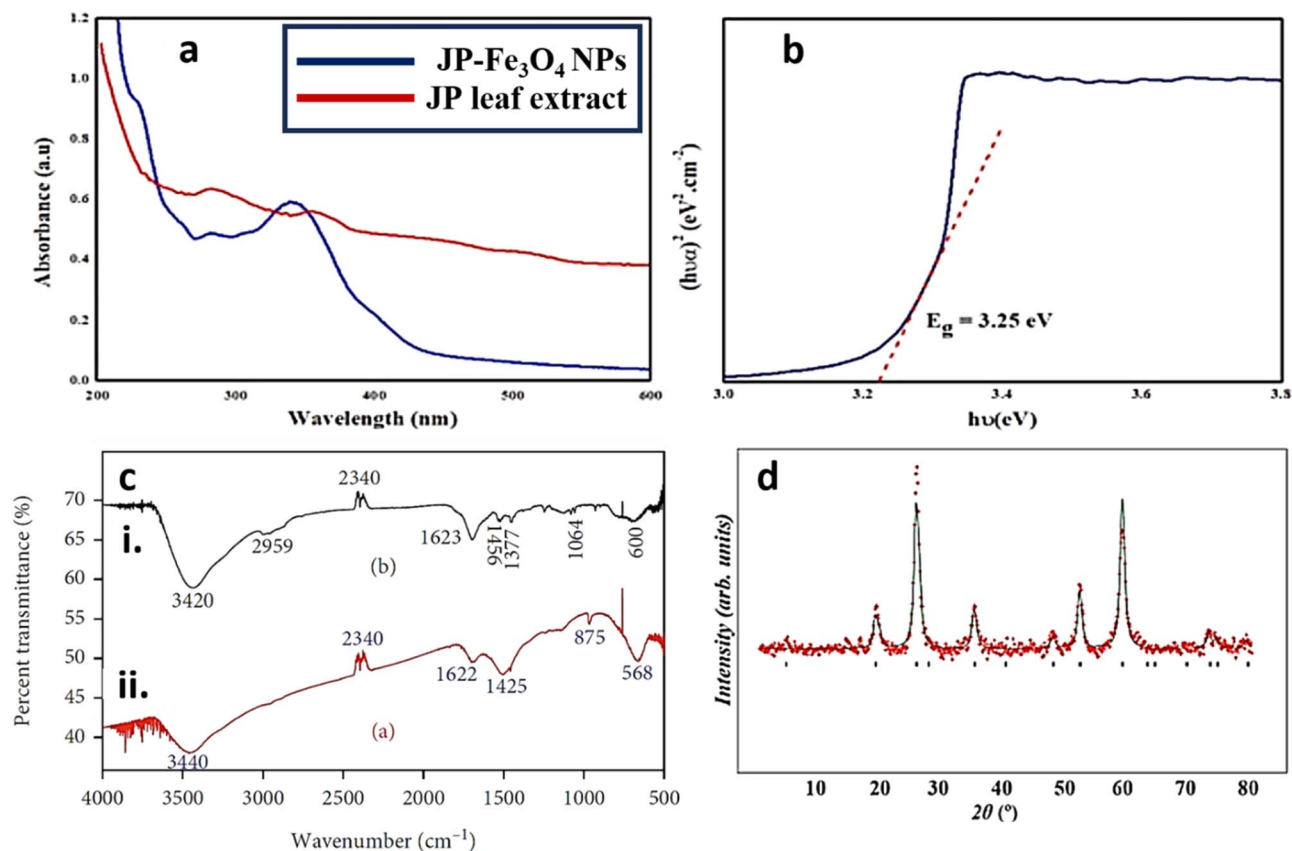 a
JP-Fe₃O₄ NPs
JP leaf extract
1.2
1.0
0.8
0.6
0.4
0.2
0.0
Absorbance (a.u)
200 300 400 500 600
Wavelength (nm)
b
(hυα)² (eV².cm⁻²)
E_g = 3.25 eV
3.0 3.2 3.4 3.6 3.8
hυ(eV)
c
Percent transmittance (%)
70
65
60
55
50
45
40
i.
2340
3420
2959
1623
1456
1377
1064
600
(b)
ii.
2340
875
1622
1425
568
3440
(a)
4000 3500 3000 2500 2000 1500 1000 500
Wavenumber (cm⁻¹)
d
Intensity (arb. units)
10 20 30 40 50 60 70 80
2θ (°)